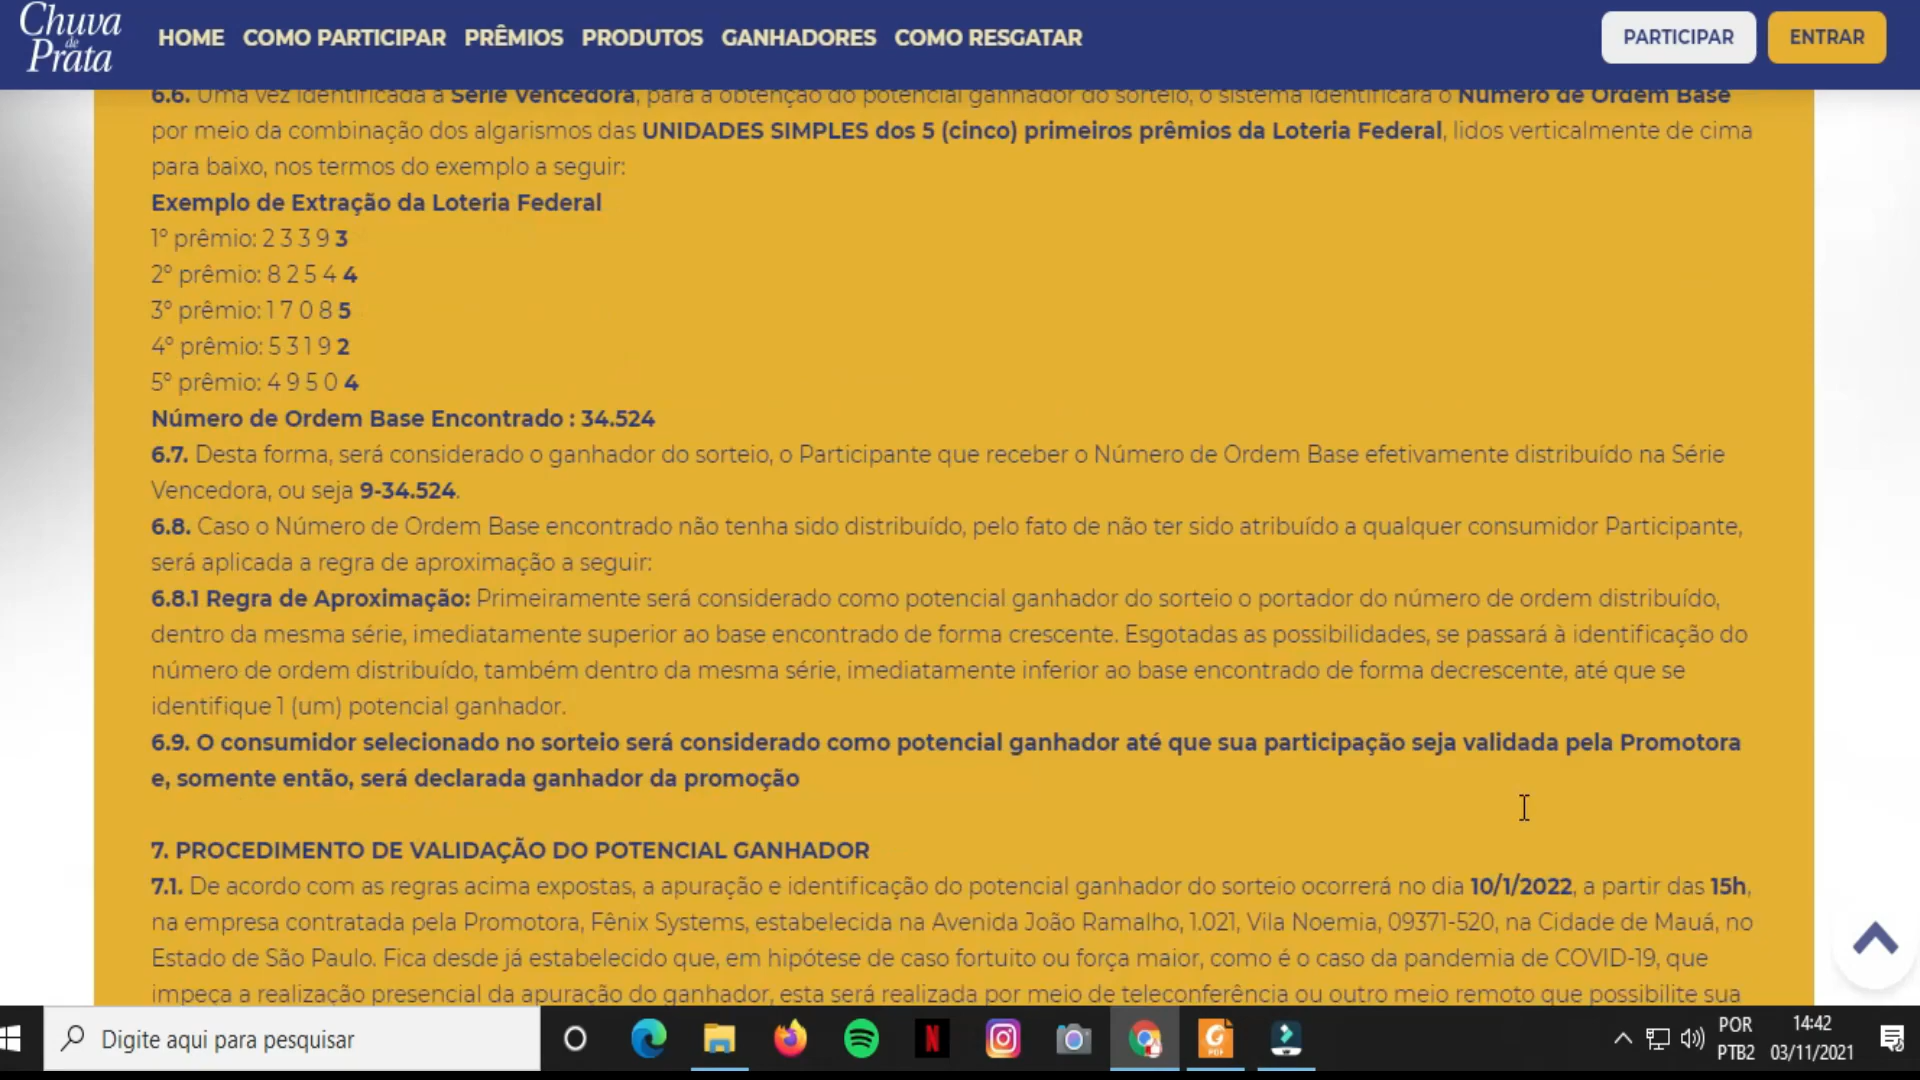 Chuva
de
Prata
HOME COMO PARTICIPAR PRÊMIOS PRODUTOS GANHADORES COMO RESGATAR
PARTICIPAR ENTRAR
6.6. Uma vez identificada a Série Vencedora, para a obtenção do potencial ganhador do sorteio, o sistema identificará o Número de Ordem Base
por meio da combinação dos algarismos das UNIDADES SIMPLES dos 5 (cinco) primeiros prêmios da Loteria Federal, lidos verticalmente de cima
para baixo, nos termos do exemplo a seguir:
Exemplo de Extração da Loteria Federal
1º prêmio: 2 3 3 9 3
2º prêmio: 8 2 5 4 4
3º prêmio: 1 7 0 8 5
4º prêmio: 5 3 1 9 2
5º prêmio: 4 9 5 0 4
Número de Ordem Base Encontrado : 34.524
6.7. Desta forma, será considerado o ganhador do sorteio, o Participante que receber o Número de Ordem Base efetivamente distribuído na Série
Vencedora, ou seja 9-34.524.
6.8. Caso o Número de Ordem Base encontrado não tenha sido distribuído, pelo fato de não ter sido atribuído a qualquer consumidor Participante,
será aplicada a regra de aproximação a seguir:
6.8.1 Regra de Aproximação: Primeiramente será considerado como potencial ganhador do sorteio o portador do número de ordem distribuído,
dentro da mesma série, imediatamente superior ao base encontrado de forma crescente. Esgotadas as possibilidades, se passará à identificação do
número de ordem distribuído, também dentro da mesma série, imediatamente inferior ao base encontrado de forma decrescente, até que se
identifique 1 (um) potencial ganhador.
6.9. O consumidor selecionado no sorteio será considerado como potencial ganhador até que sua participação seja validada pela Promotora
e, somente então, será declarada ganhador da promoção
7. PROCEDIMENTO DE VALIDAÇÃO DO POTENCIAL GANHADOR
7.1. De acordo com as regras acima expostas, a apuração e identificação do potencial ganhador do sorteio ocorrerá no dia 10/1/2022, a partir das 15h,
na empresa contratada pela Promotora, Fênix Systems, estabelecida na Avenida João Ramalho, 1.021, Vila Noemia, 09371-520, na Cidade de Mauá, no
Estado de São Paulo. Fica desde já estabelecido que, em hipótese de caso fortuito ou força maior, como é o caso da pandemia de COVID-19, que
impeça a realização presencial da apuração do ganhador, esta será realizada por meio de teleconferência ou outro meio remoto que possibilite sua
Digite aqui para pesquisar
POR
PTB2
14:42
03/11/2021